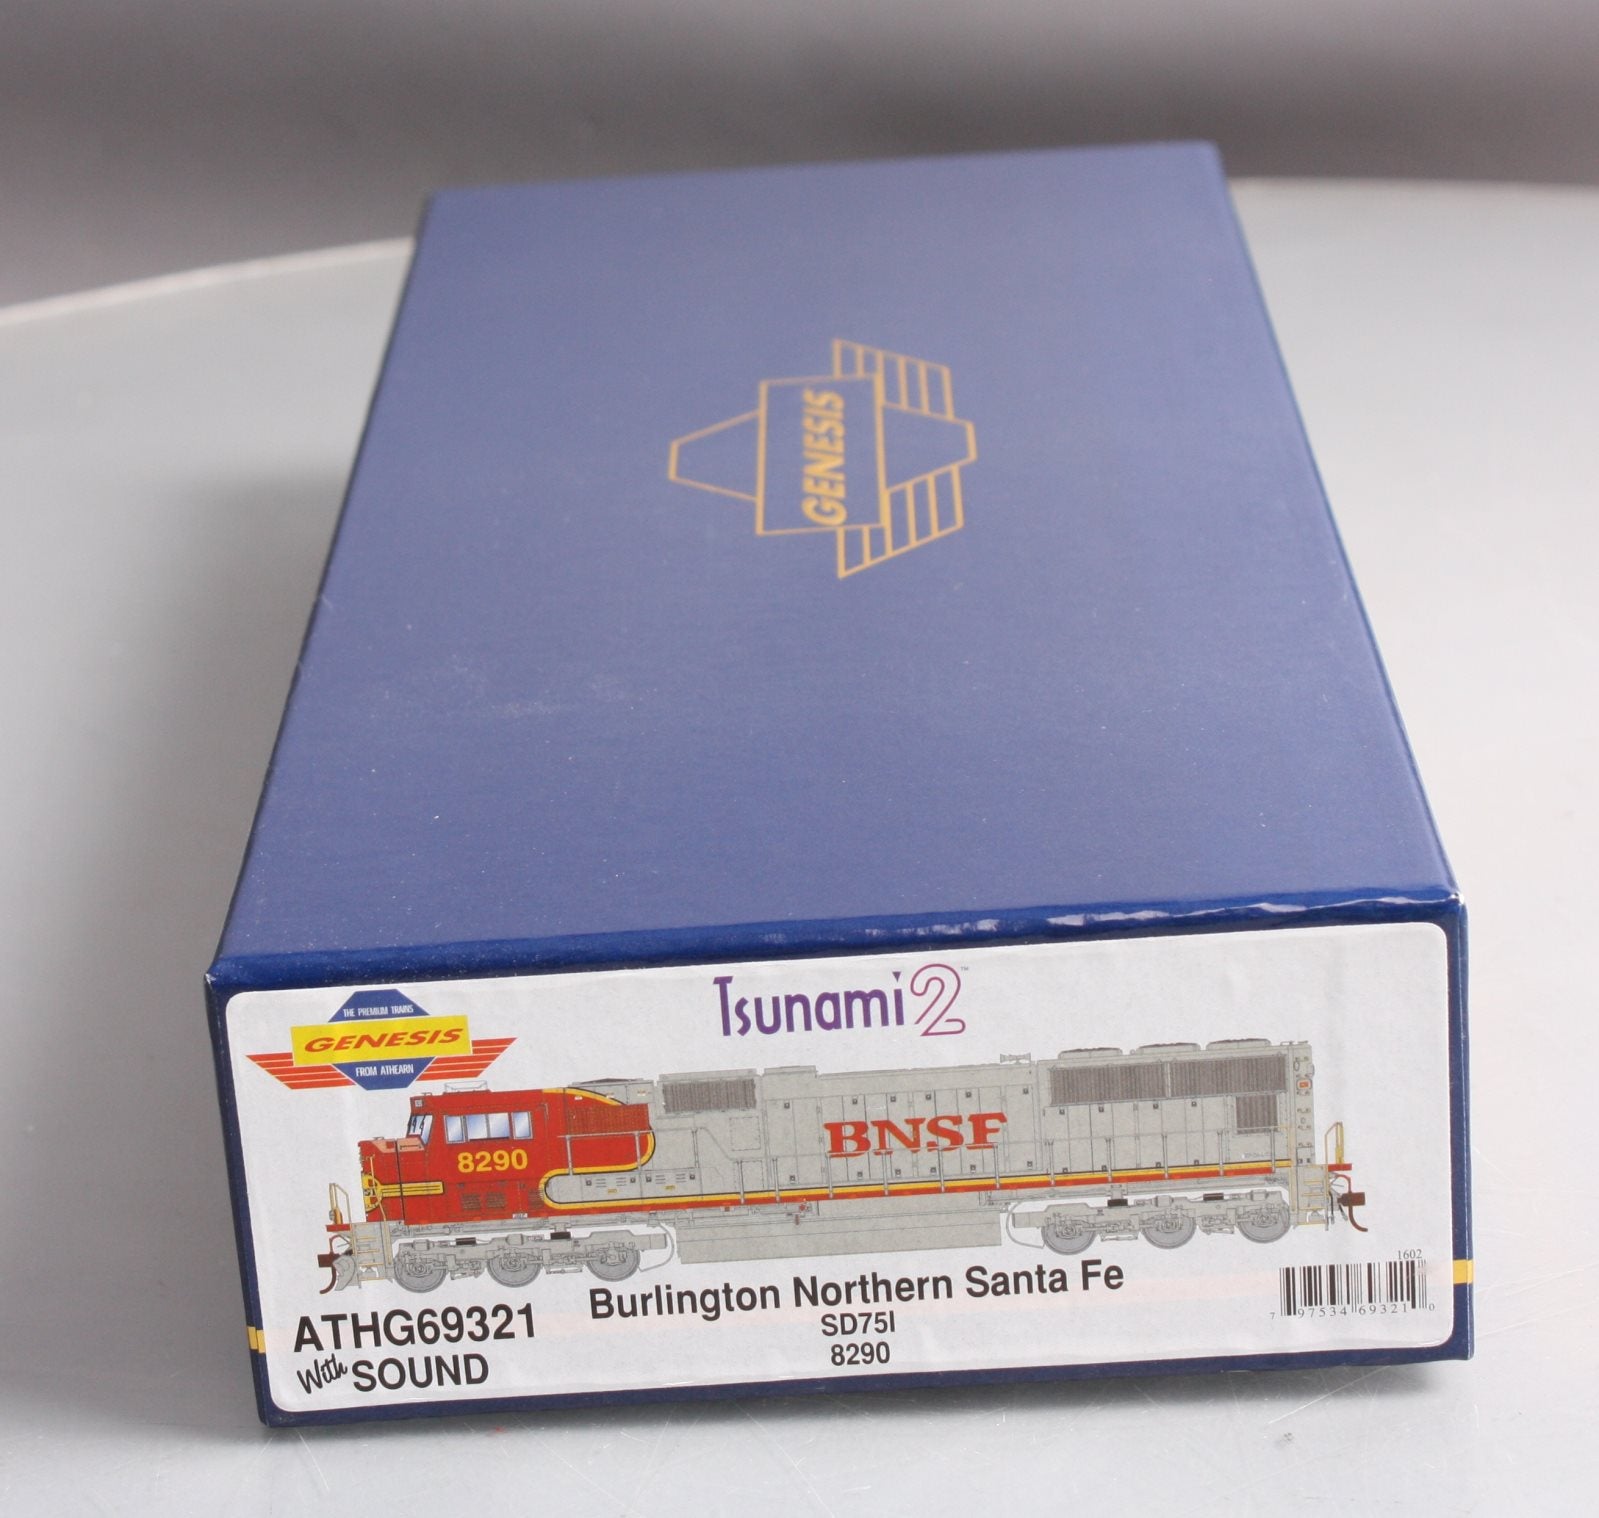 GENESIS
Tsunami2™
THE PREMIUM TRAINS
GENESIS
FROM ATHEARN
BNSF
8290
ATHG69321
With SOUND
Burlington Northern Santa Fe
SD75I
8290
1602
7 97534 69321 0